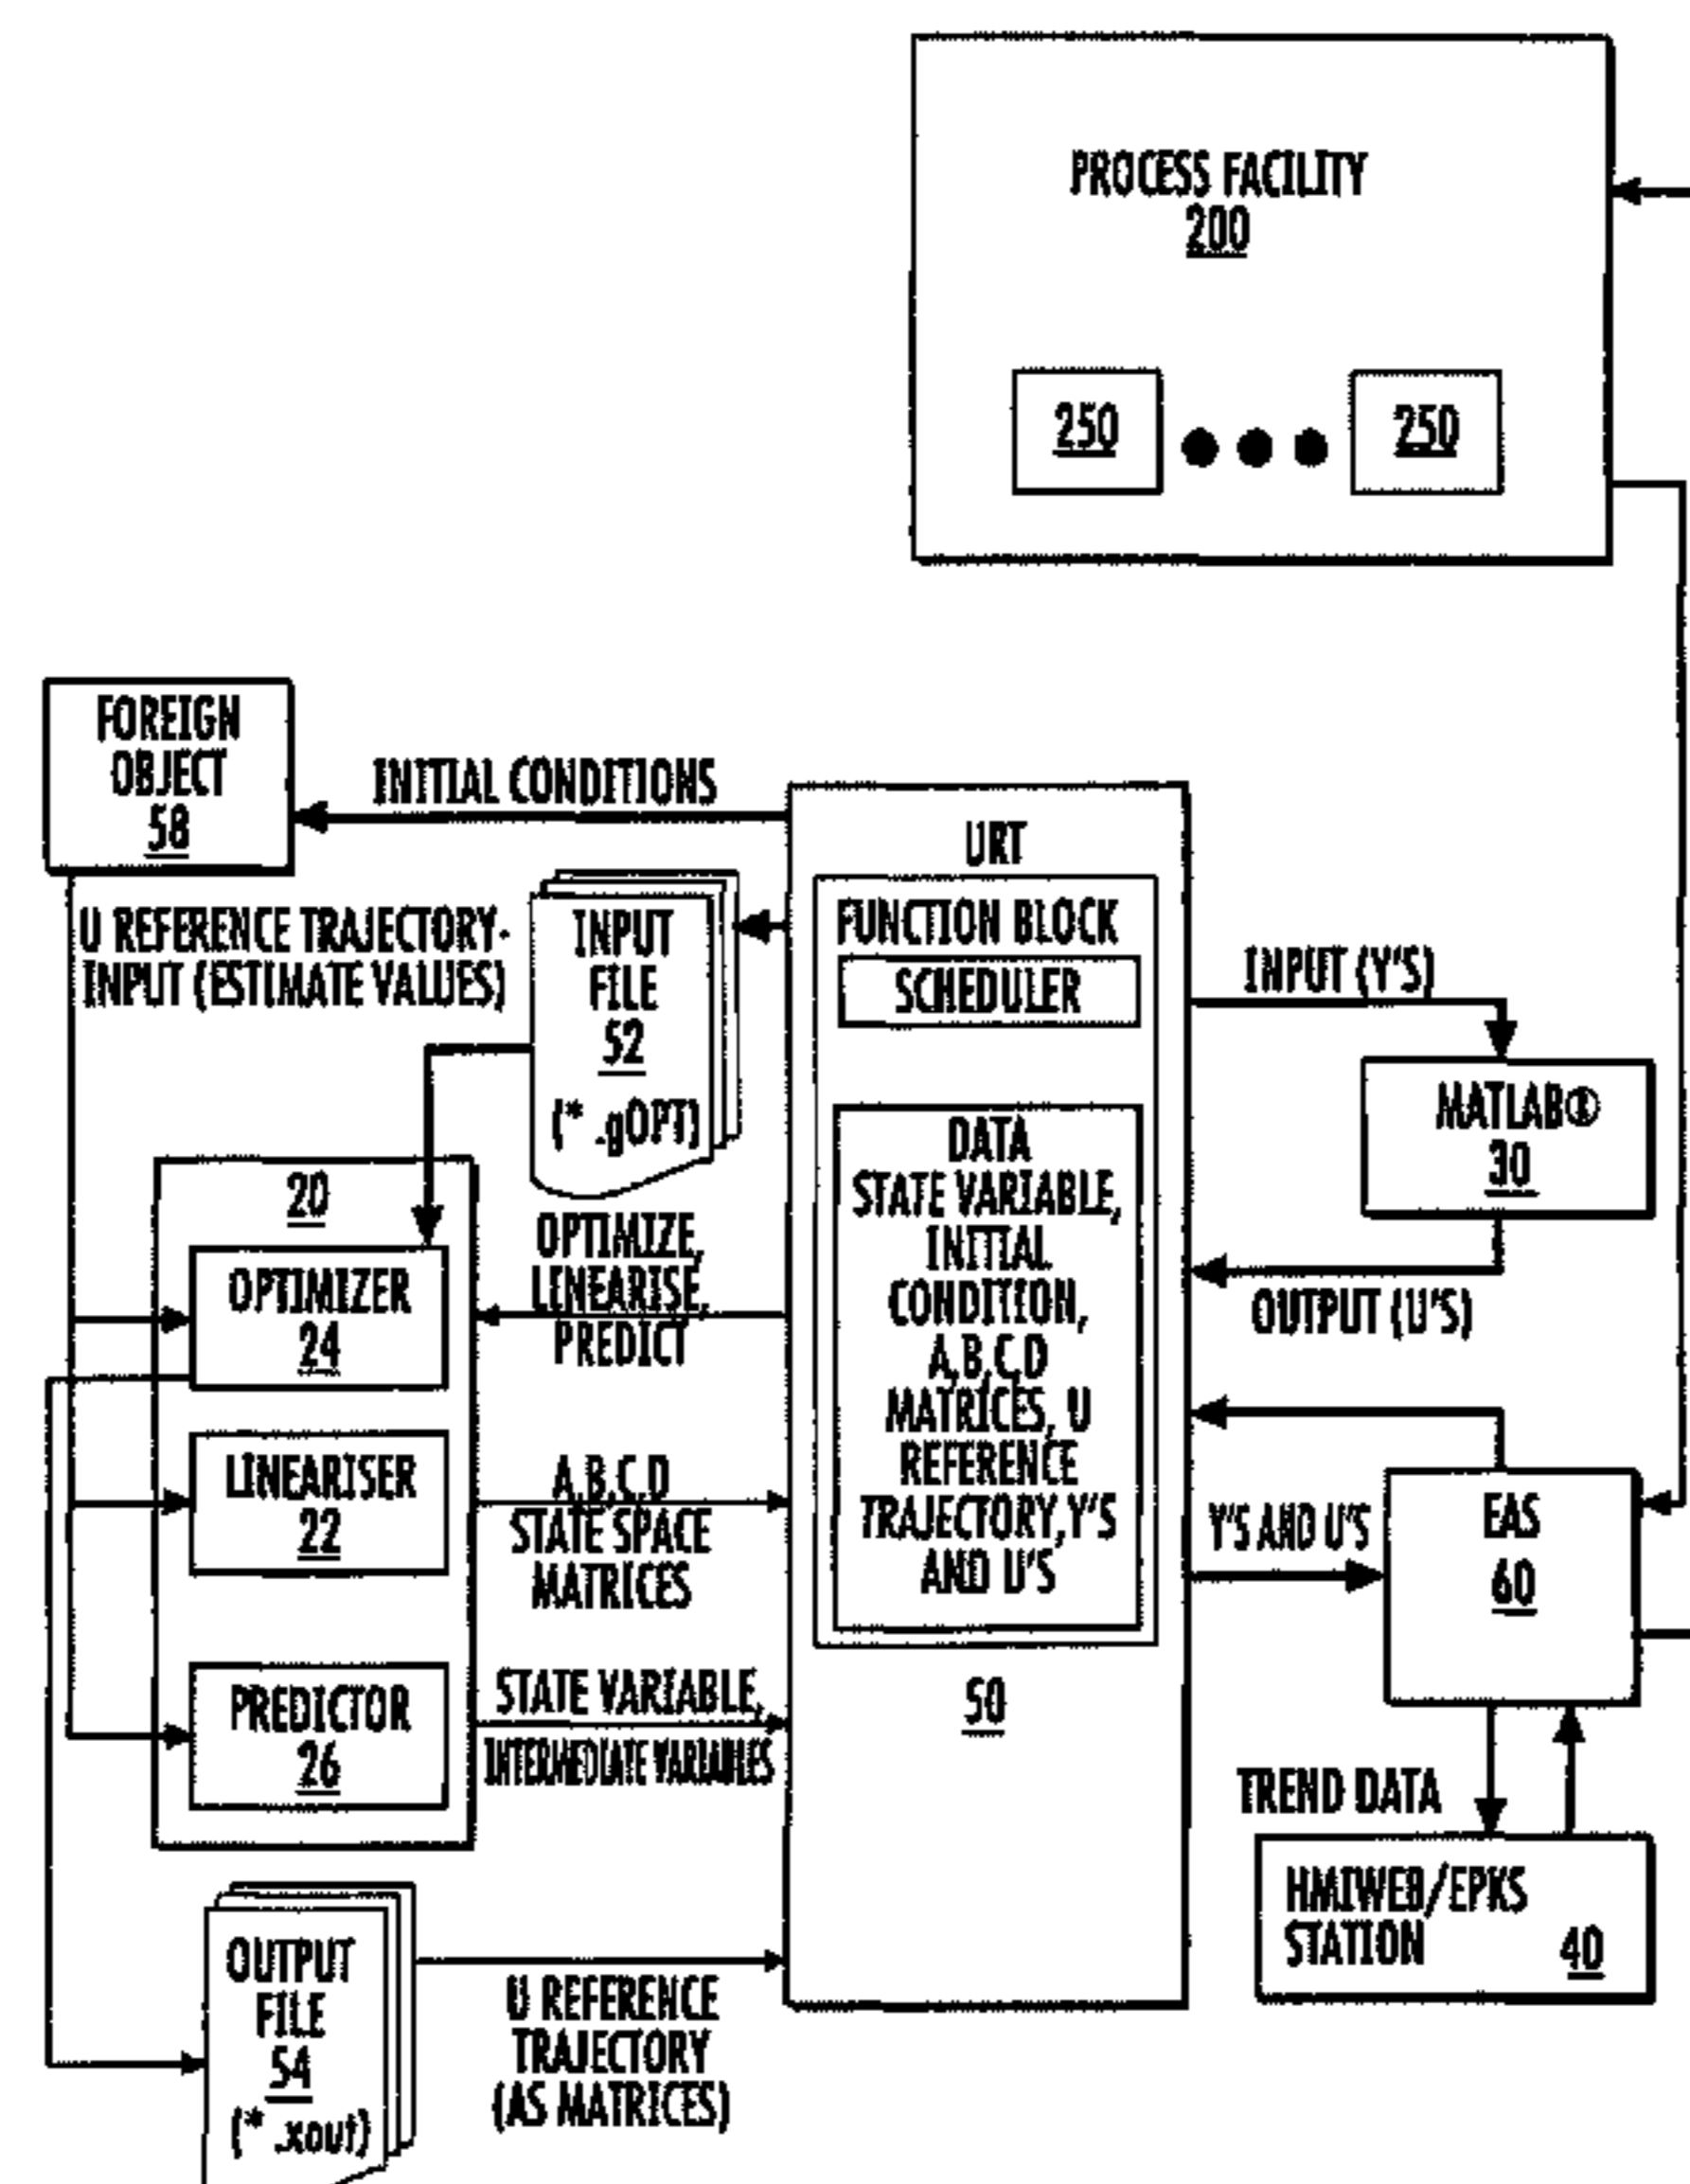 PROCESS FACILITY
200
250
250
FOREIGN
OBJECT
58
INITIAL CONDITIONS
U REFERENCE TRAJECTORY-
INPUT (ESTIMATE VALUES)
INPUT
FILE
52
(* .gOPT)
URT
FUNCTION BLOCK
SCHEDULER
DATA
STATE VARIABLE,
INITIAL
CONDITION,
A,B,C,D
MATRICES, U
REFERENCE
TRAJECTORY,Y'S
AND U'S
50
INPUT (Y'S)
MATLAB®
30
OUTPUT (U'S)
20
OPTIMIZER
24
OPTIMIZE,
LINEARISE,
PREDICT
LINEARISER
22
A,B,C,D
STATE SPACE
MATRICES
PREDICTOR
26
STATE VARIABLE,
INTERMEDIATE VARIABLES
Y'S AND U'S
EAS
60
TREND DATA
HMIWEB/EPKS
STATION
40
OUTPUT
FILE
54
(* .xout)
U REFERENCE
TRAJECTORY
(AS MATRICES)